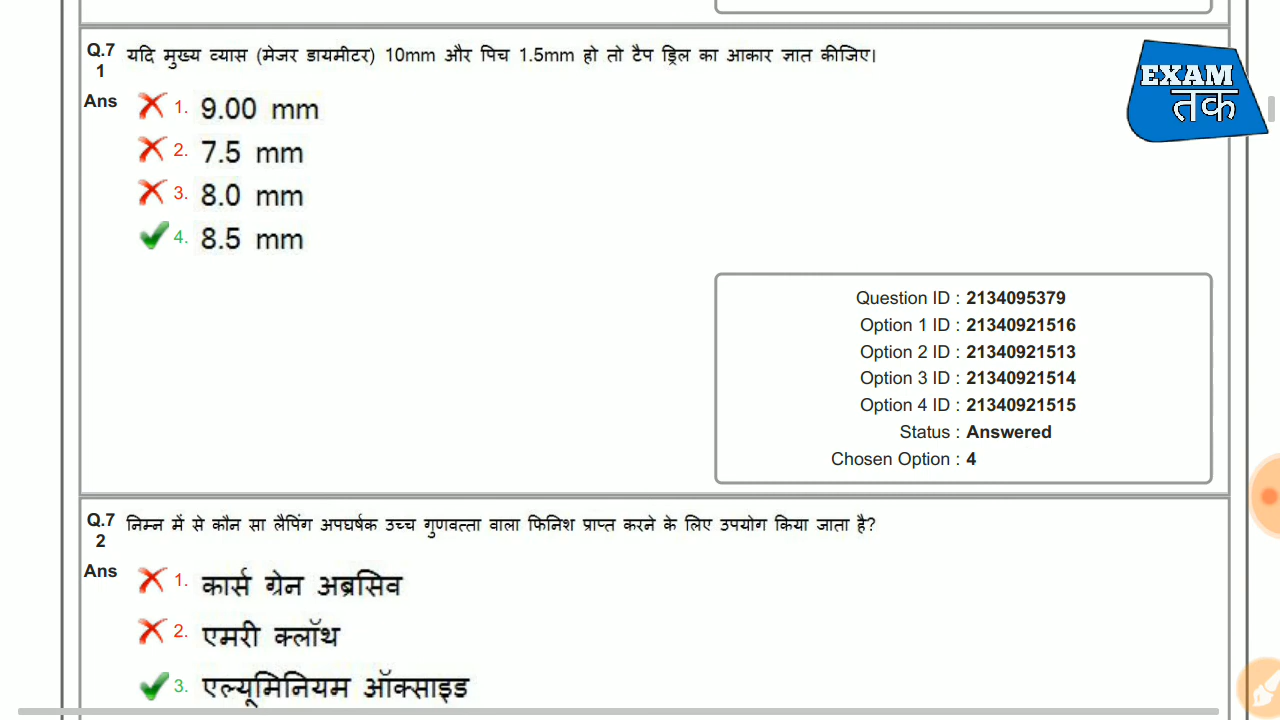 Q.7 यदि मुख्य व्यास (मेजर डायमीटर) 10mm और पिच 1.5mm हो तो टैप ड्रिल का आकार ज्ञात कीजिए।
1
EXAM
तक
Ans 1. 9.00 mm
2. 7.5 mm
3. 8.0 mm
4. 8.5 mm
Question ID : 2134095379
Option 1 ID : 21340921516
Option 2 ID : 21340921513
Option 3 ID : 21340921514
Option 4 ID : 21340921515
Status : Answered
Chosen Option : 4
Q.7 निम्न में से कौन सा लैपिंग अपघर्षक उच्च गुणवत्ता वाला फिनिश प्राप्त करने के लिए उपयोग किया जाता है?
2
Ans 1. कार्स ग्रेन अब्रसिव
2. एमरी क्लॉथ
3. एल्यूमिनियम ऑक्साइड